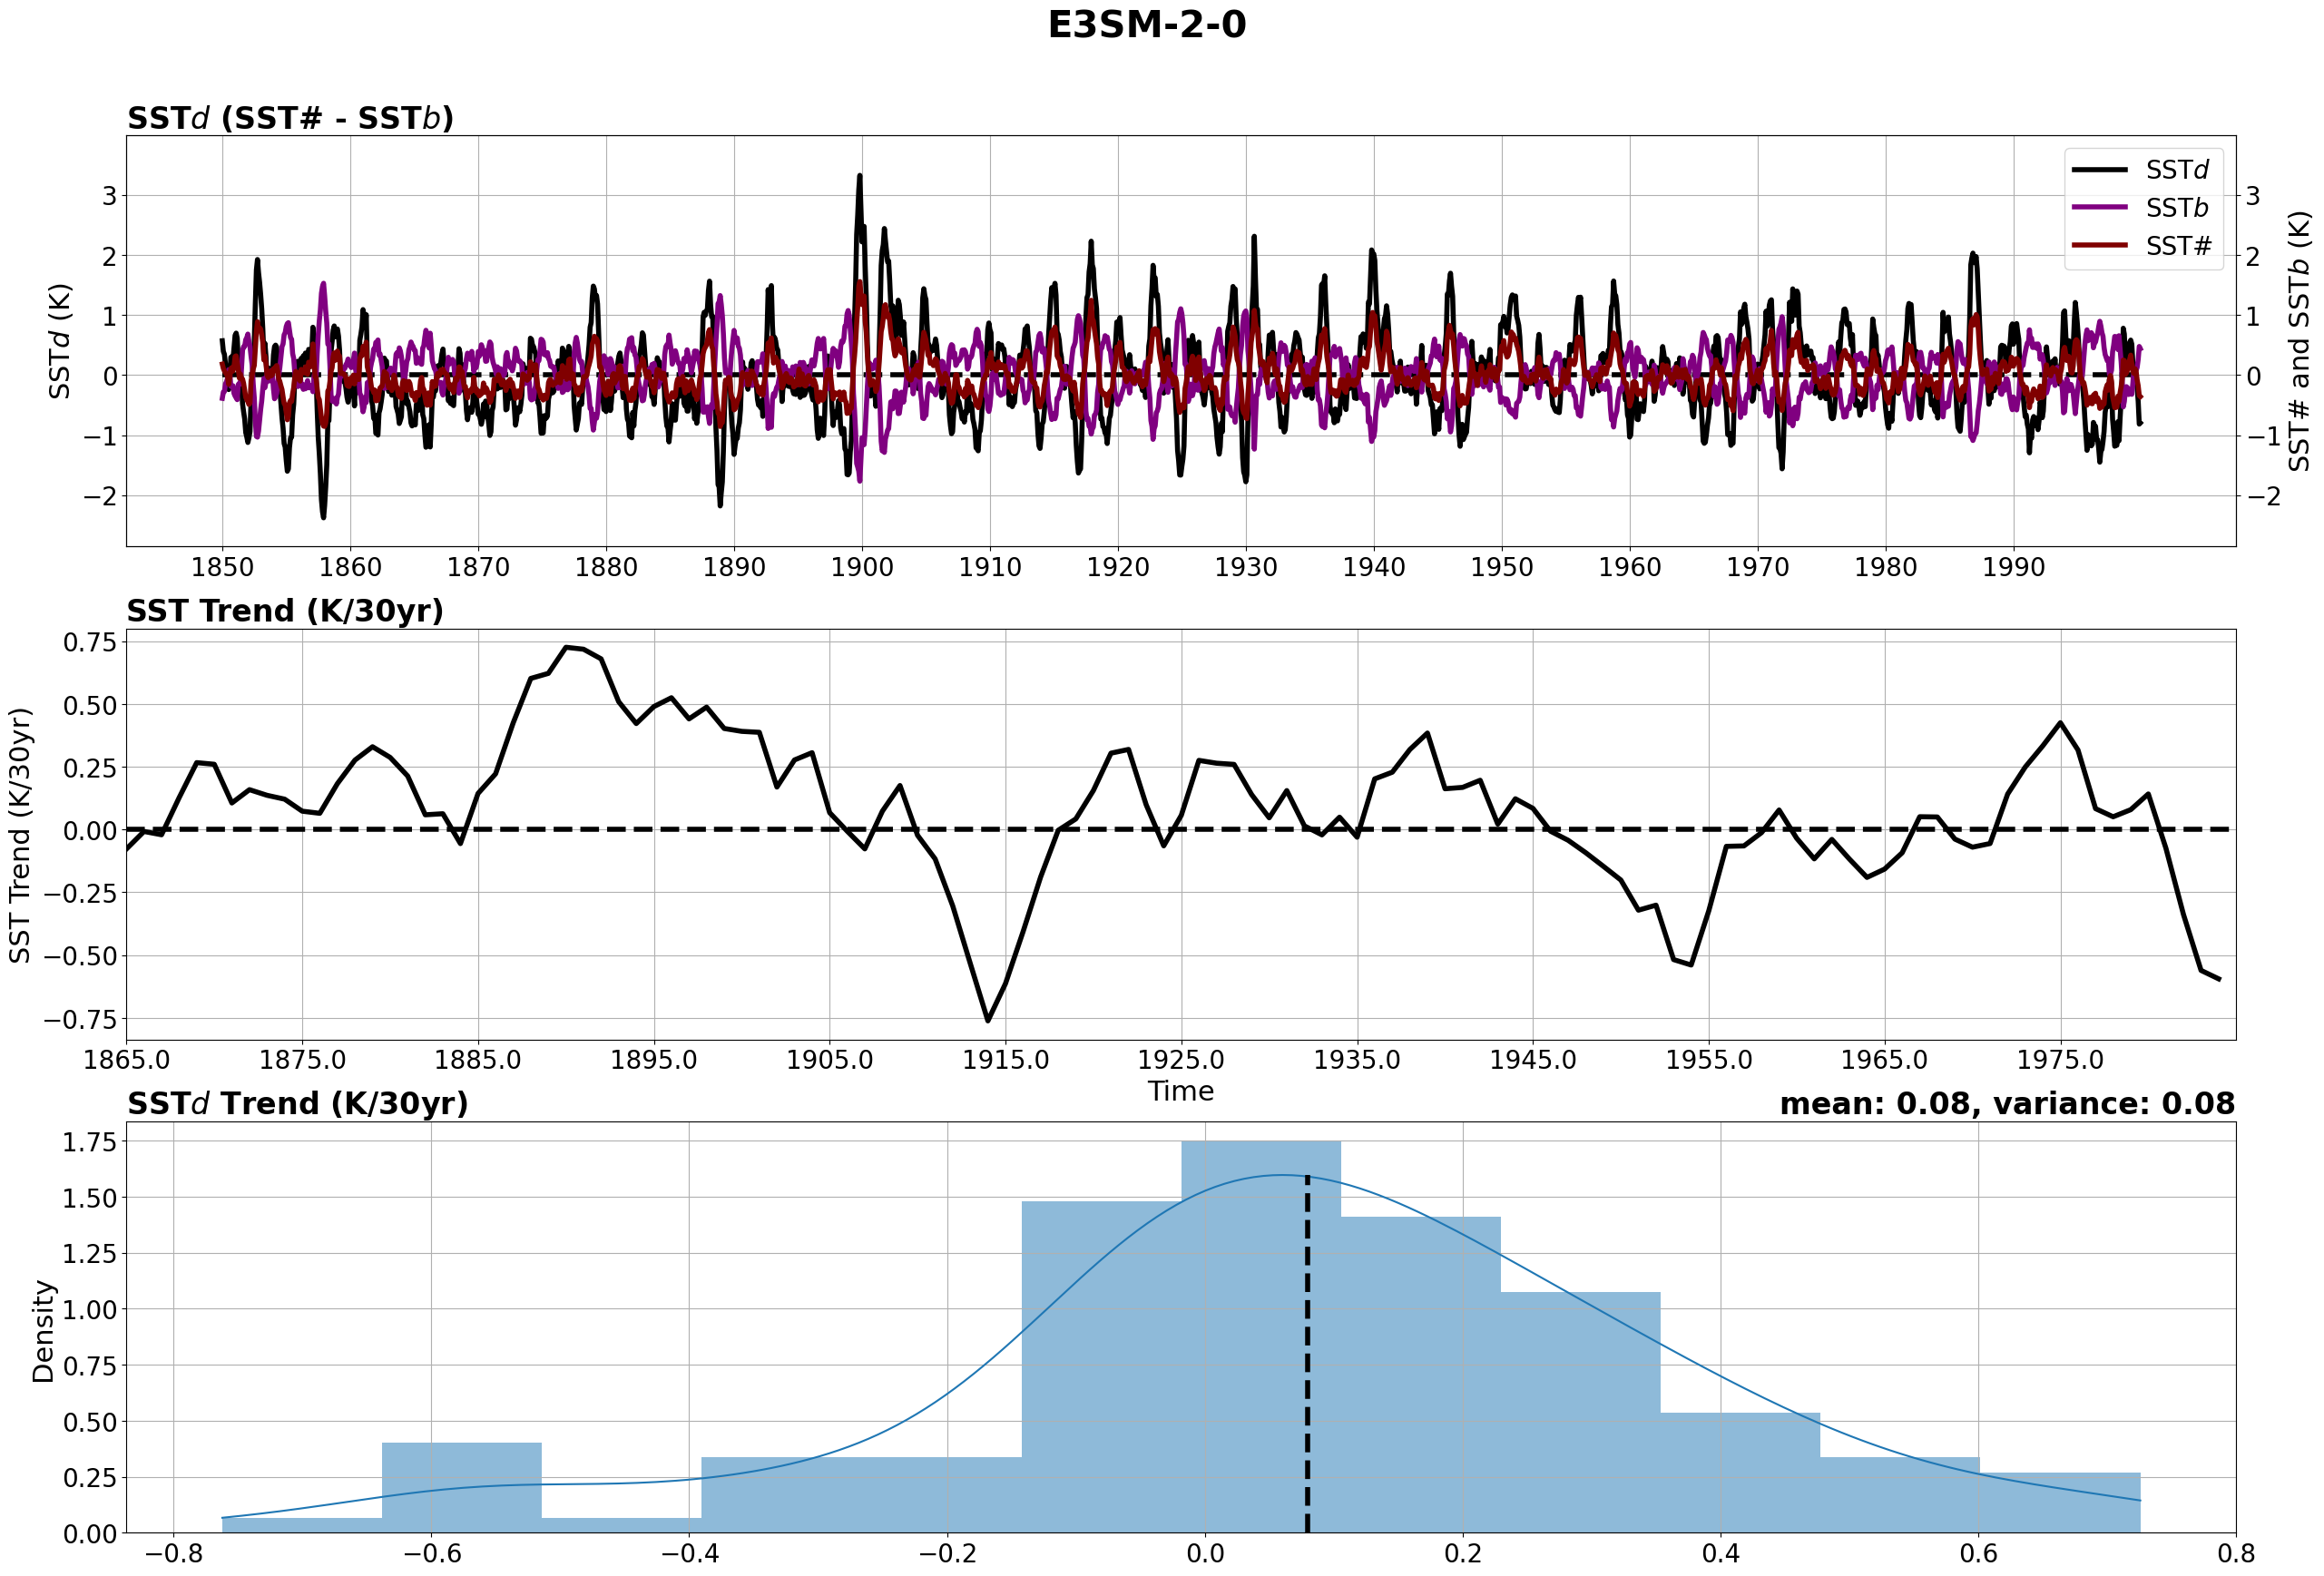 E3SM-2-0
SSTd (SST# - SSTb)
SSTd (K)
3
2
1
0
−1
−2
3
2
1
0
−1
−2
SST# and SSTb (K)
SSTd
SSTb
SST#
1850 1860 1870 1880 1890 1900 1910 1920 1930 1940 1950 1960 1970 1980 1990
SST Trend (K/30yr)
SST Trend (K/30yr)
0.75
0.50
0.25
0.00
−0.25
−0.50
−0.75
1865.0 1875.0 1885.0 1895.0 1905.0 1915.0 1925.0 1935.0 1945.0 1955.0 1965.0 1975.0
Time
SSTd Trend (K/30yr) mean: 0.08, variance: 0.08
Density
1.75
1.50
1.25
1.00
0.75
0.50
0.25
0.00
−0.8 −0.6 −0.4 −0.2 0.0 0.2 0.4 0.6 0.8